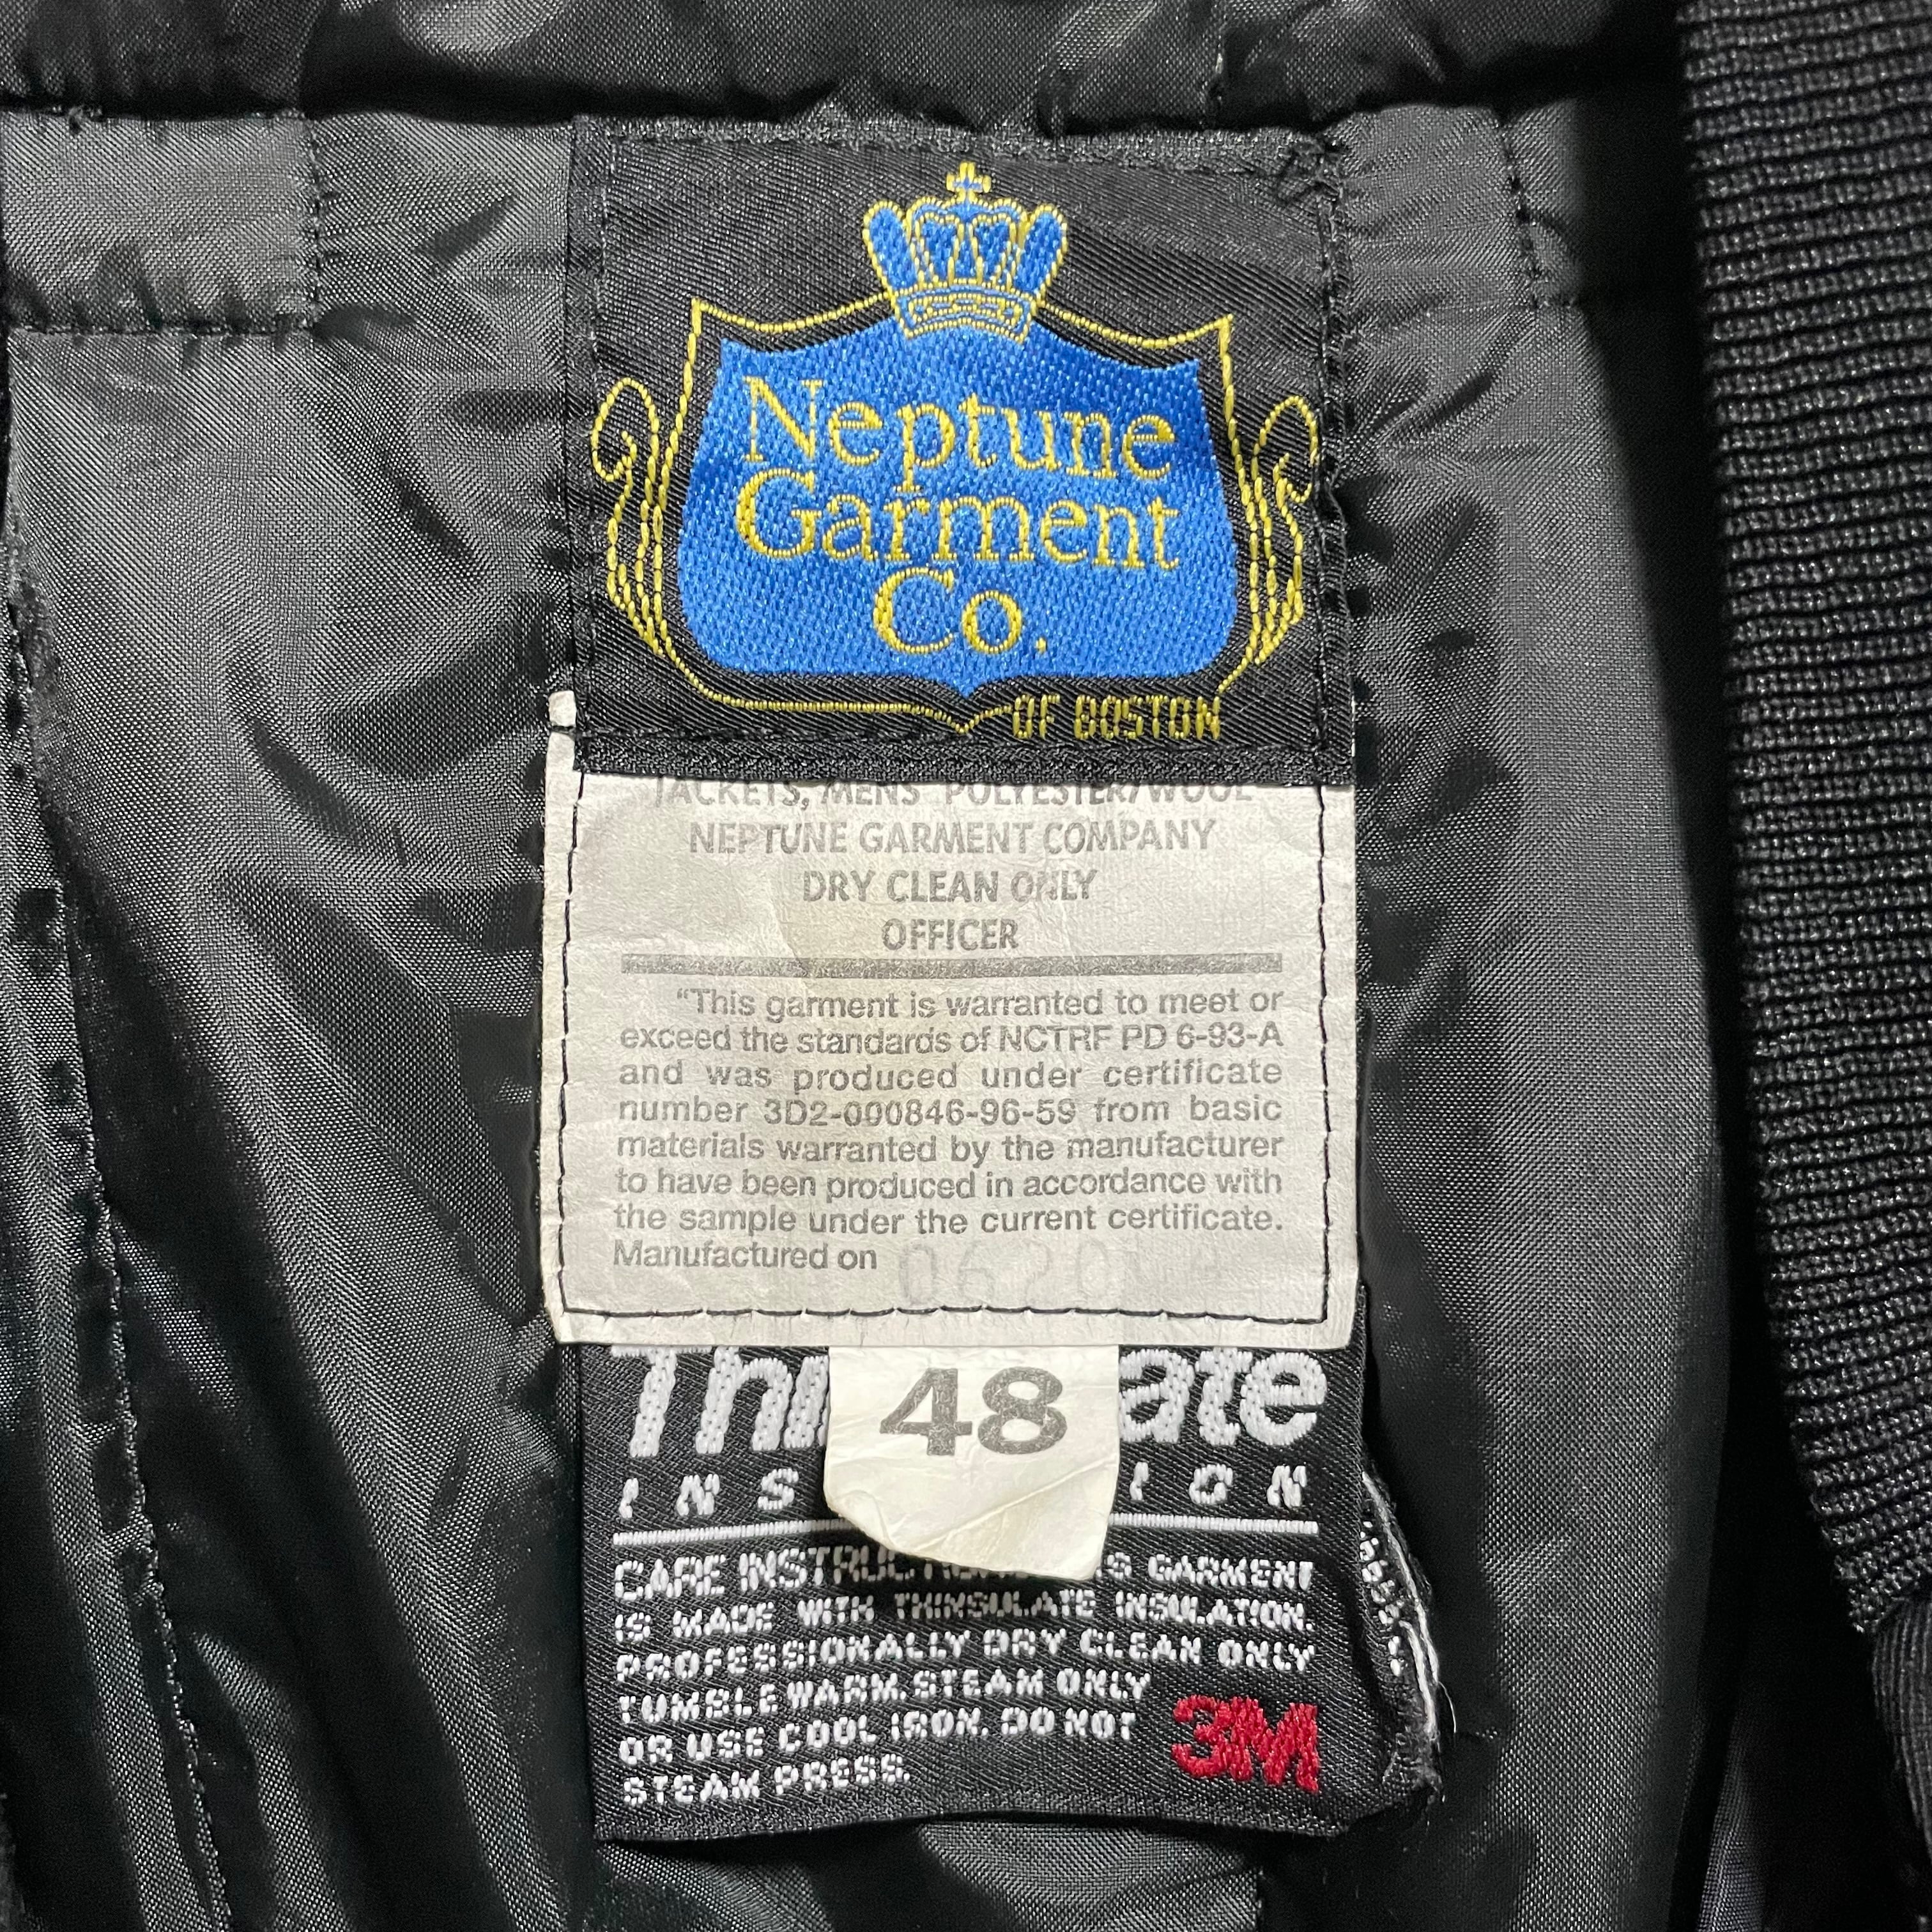 Neptune
Garment
Co.
OF BOSTON
JACKETS, MENS POLYESTER/WOOL
NEPTUNE GARMENT COMPANY
DRY CLEAN ONLY
OFFICER
“This garment is warranted to meet or
exceed the standards of NCTRF PD 6-93-A
and was produced under certificate
number 3D2-000846-96-59 from basic
materials warranted by the manufacturer
to have been produced in accordance with
the sample under the current certificate.
Manufactured on 0620
48
CARE S GARMENT
IS MADE WITH THINSULATE INSULATION.
PROFESSIONALLY DRY CLEAN ONLY
TUMBLE WARM. STEAM ONLY
OR USE COOL IRON. DO NOT
STEAM PRESS.
3M